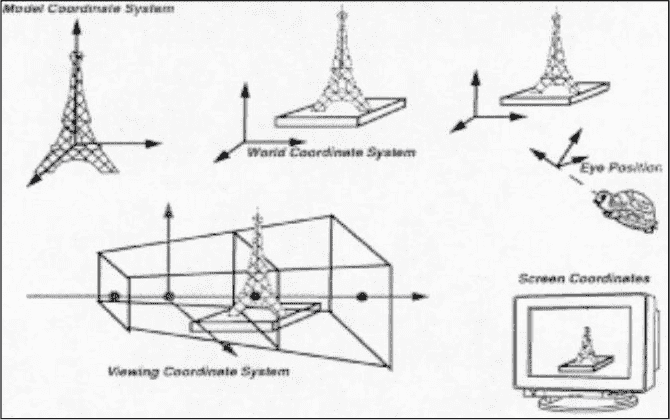 Model Coordinate System
World Coordinate System
Eye Position
Screen Coordinates
Viewing Coordinate System